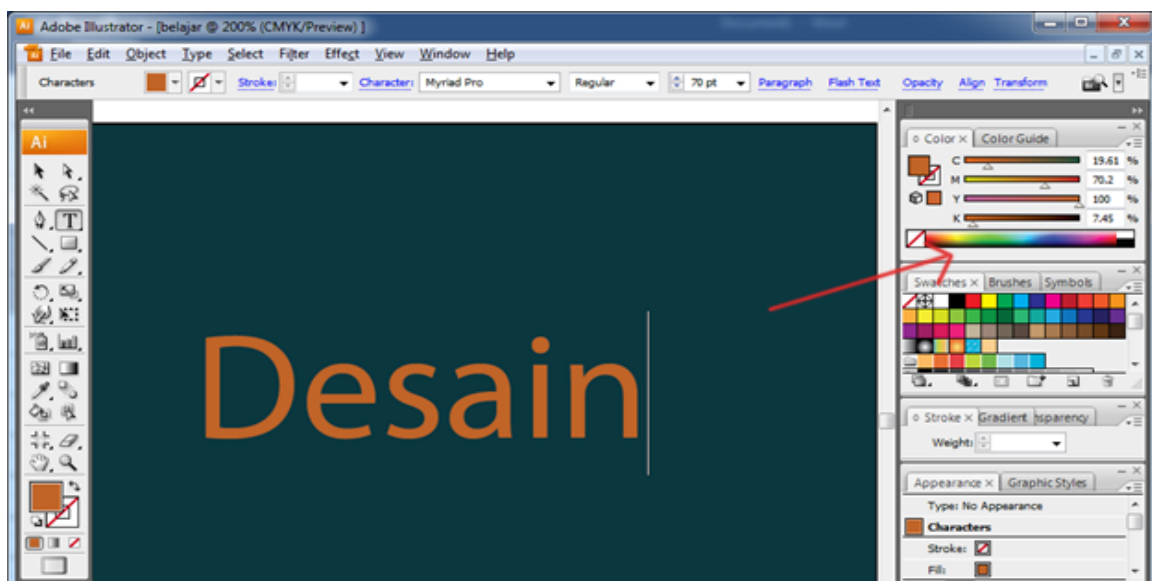 Adobe Illustrator - [belajar @ 200% (CMYK/Preview) ]
File Edit Object Type Select Filter Effect View Window Help
Characters Stroke: Character: Myriad Pro Regular 70 pt Paragraph Flash Text Opacity Align Transform
Ai
Color × Color Guide
C 19.61 %
M 70.2 %
Y 100 %
K 7.45 %
Swatches × Brushes Symbols
Desain
Stroke × Gradient nsparency
Weight:
Appearance × Graphic Styles
Type: No Appearance
Characters
Stroke:
Fill: